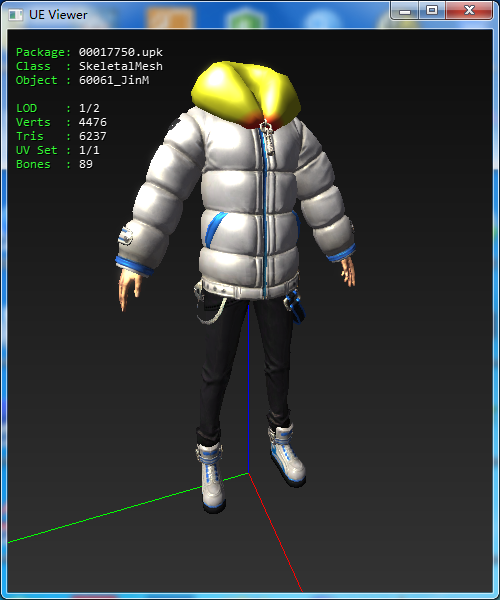 UE Viewer
Package: 00017750.upk
Class  : SkeletalMesh
Object : 60061_JinM
LOD    : 1/2
Verts  : 4476
Tris   : 6237
UV Set : 1/1
Bones  : 89